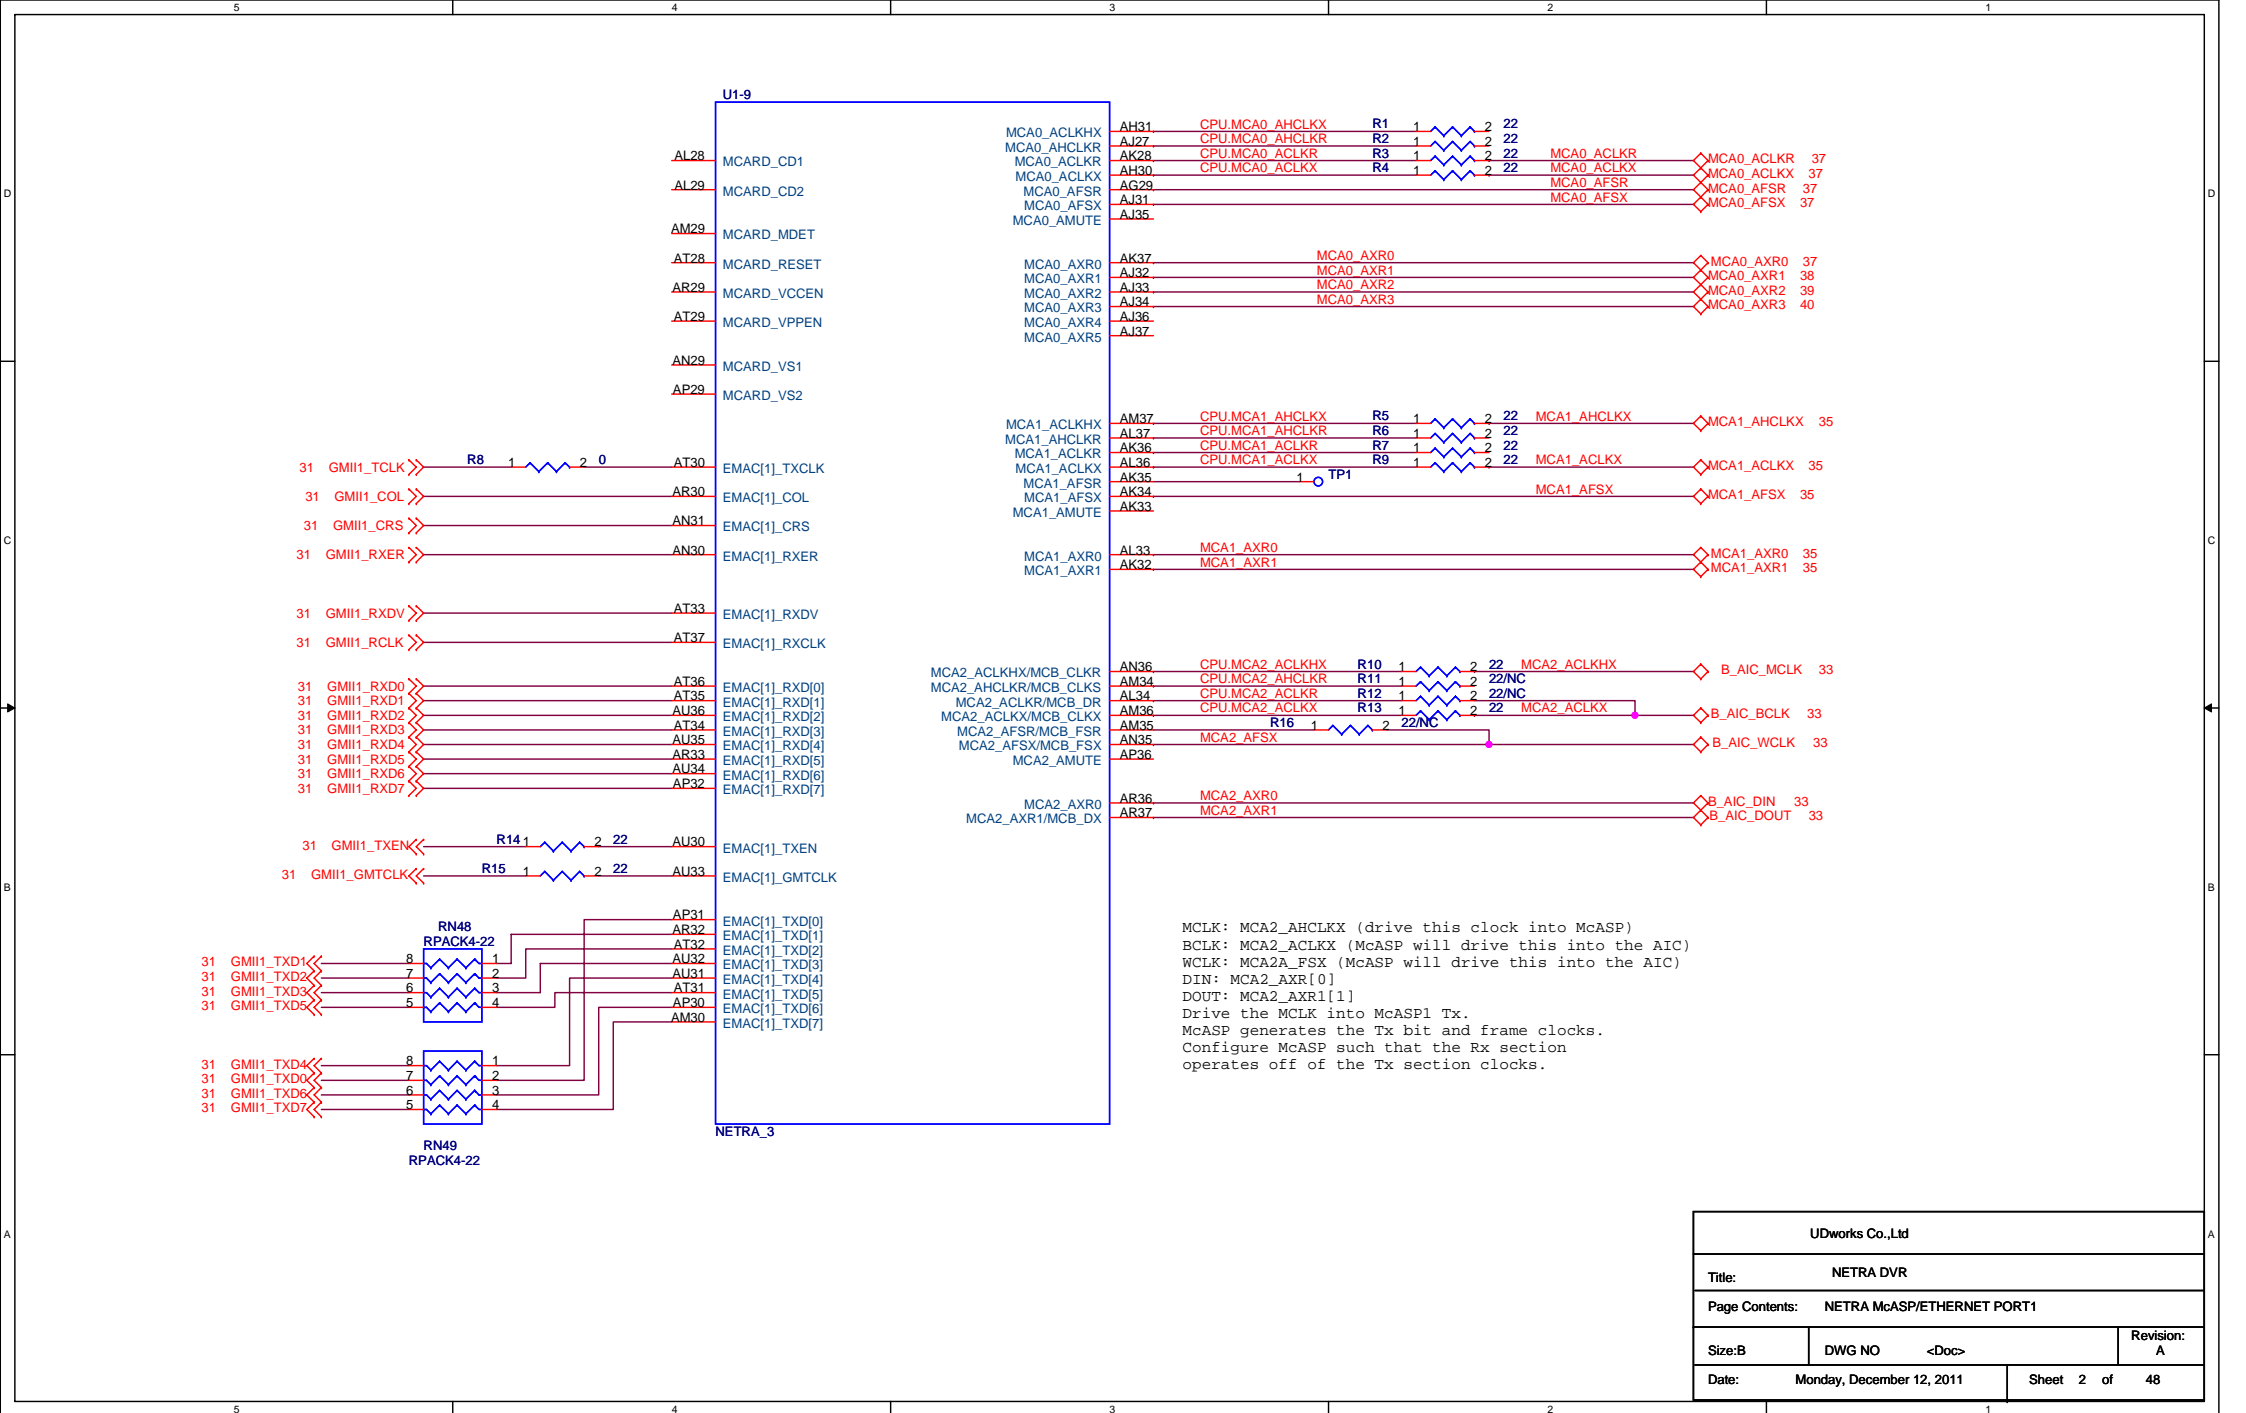 5 4 3 2 1
D
C
B
A
D
C
B
A
U1-9
AL28 MCARD_CD1
AL29 MCARD_CD2
AM29 MCARD_MDET
AT28 MCARD_RESET
AR29 MCARD_VCCEN
AT29 MCARD_VPPEN
AN29 MCARD_VS1
AP29 MCARD_VS2
31 GMII1_TCLK R8 1 2 0 AT30 EMAC[1]_TXCLK
31 GMII1_COL AR30 EMAC[1]_COL
31 GMII1_CRS AN31 EMAC[1]_CRS
31 GMII1_RXER AN30 EMAC[1]_RXER
31 GMII1_RXDV AT33 EMAC[1]_RXDV
31 GMII1_RCLK AT37 EMAC[1]_RXCLK
31 GMII1_RXD0 AT36 EMAC[1]_RXD[0]
31 GMII1_RXD1 AT35 EMAC[1]_RXD[1]
31 GMII1_RXD2 AU36 EMAC[1]_RXD[2]
31 GMII1_RXD3 AT34 EMAC[1]_RXD[3]
31 GMII1_RXD4 AU35 EMAC[1]_RXD[4]
31 GMII1_RXD5 AR33 EMAC[1]_RXD[5]
31 GMII1_RXD6 AU34 EMAC[1]_RXD[6]
31 GMII1_RXD7 AP32 EMAC[1]_RXD[7]
31 GMII1_TXEN R14 1 2 22 AU30 EMAC[1]_TXEN
31 GMII1_GMTCLK R15 1 2 22 AU33 EMAC[1]_GMTCLK
AP31 EMAC[1]_TXD[0]
AR32 EMAC[1]_TXD[1]
AT32 EMAC[1]_TXD[2]
AU32 EMAC[1]_TXD[3]
AU31 EMAC[1]_TXD[4]
AT31 EMAC[1]_TXD[5]
AP30 EMAC[1]_TXD[6]
AM30 EMAC[1]_TXD[7]
RN48
RPACK4-22
31 GMII1_TXD1 8 1
31 GMII1_TXD2 7 2
31 GMII1_TXD3 6 3
31 GMII1_TXD5 5 4
31 GMII1_TXD4 8 1
31 GMII1_TXD0 7 2
31 GMII1_TXD6 6 3
31 GMII1_TXD7 5 4
RN49
RPACK4-22
NETRA_3
MCA0_ACLKHX AH31 CPU.MCA0_AHCLKX R1 1 2 22
MCA0_AHCLKR AJ27 CPU.MCA0_AHCLKR R2 1 2 22
MCA0_ACLKR AK28 CPU.MCA0_ACLKR R3 1 2 22 MCA0_ACLKR MCA0_ACLKR 37
MCA0_ACLKX AH30 CPU.MCA0_ACLKX R4 1 2 22 MCA0_ACLKX MCA0_ACLKX 37
MCA0_AFSR AG29 MCA0_AFSR MCA0_AFSR 37
MCA0_AFSX AJ31 MCA0_AFSX MCA0_AFSX 37
MCA0_AMUTE AJ35
MCA0_AXR0 AK37 MCA0_AXR0 MCA0_AXR0 37
MCA0_AXR1 AJ32 MCA0_AXR1 MCA0_AXR1 38
MCA0_AXR2 AJ33 MCA0_AXR2 MCA0_AXR2 39
MCA0_AXR3 AJ34 MCA0_AXR3 MCA0_AXR3 40
MCA0_AXR4 AJ36
MCA0_AXR5 AJ37
MCA1_ACLKHX AM37 CPU.MCA1_AHCLKX R5 1 2 22 MCA1_AHCLKX MCA1_AHCLKX 35
MCA1_AHCLKR AL37 CPU.MCA1_AHCLKR R6 1 2 22
MCA1_ACLKR AK36 CPU.MCA1_ACLKR R7 1 2 22
MCA1_ACLKX AL36 CPU.MCA1_ACLKX R9 1 2 22 MCA1_ACLKX MCA1_ACLKX 35
MCA1_AFSR AK35 1 TP1
MCA1_AFSX AK34 MCA1_AFSX MCA1_AFSX 35
MCA1_AMUTE AK33
MCA1_AXR0 AL33 MCA1_AXR0 MCA1_AXR0 35
MCA1_AXR1 AK32 MCA1_AXR1 MCA1_AXR1 35
MCA2_ACLKHX/MCB_CLKR AN36 CPU.MCA2_ACLKHX R10 1 2 22 MCA2_ACLKHX B_AIC_MCLK 33
MCA2_AHCLKR/MCB_CLKS AM34 CPU.MCA2_AHCLKR R11 1 2 22/NC
MCA2_ACLKR/MCB_DR AL34 CPU.MCA2_ACLKR R12 1 2 22/NC
MCA2_ACLKX/MCB_CLKX AM36 CPU.MCA2_ACLKX R13 1 2 22 MCA2_ACLKX B_AIC_BCLK 33
MCA2_AFSR/MCB_FSR AM35 R16 1 2 22/NC
MCA2_AFSX/MCB_FSX AN35 MCA2_AFSX B_AIC_WCLK 33
MCA2_AMUTE AP36
MCA2_AXR0 AR36 MCA2_AXR0 B_AIC_DIN 33
MCA2_AXR1/MCB_DX AR37 MCA2_AXR1 B_AIC_DOUT 33
MCLK: MCA2_AHCLKX (drive this clock into McASP)
BCLK: MCA2_ACLKX (McASP will drive this into the AIC)
WCLK: MCA2A_FSX (McASP will drive this into the AIC)
DIN: MCA2_AXR[0]
DOUT: MCA2_AXR1[1]
Drive the MCLK into McASP1 Tx.
McASP generates the Tx bit and frame clocks.
Configure McASP such that the Rx section
operates off of the Tx section clocks.
UDworks Co.,Ltd
Title: NETRA DVR
Page Contents: NETRA McASP/ETHERNET PORT1
Size:B DWG NO <Doc> Revision: A
Date: Monday, December 12, 2011 Sheet 2 of 48
5 4 3 2 1